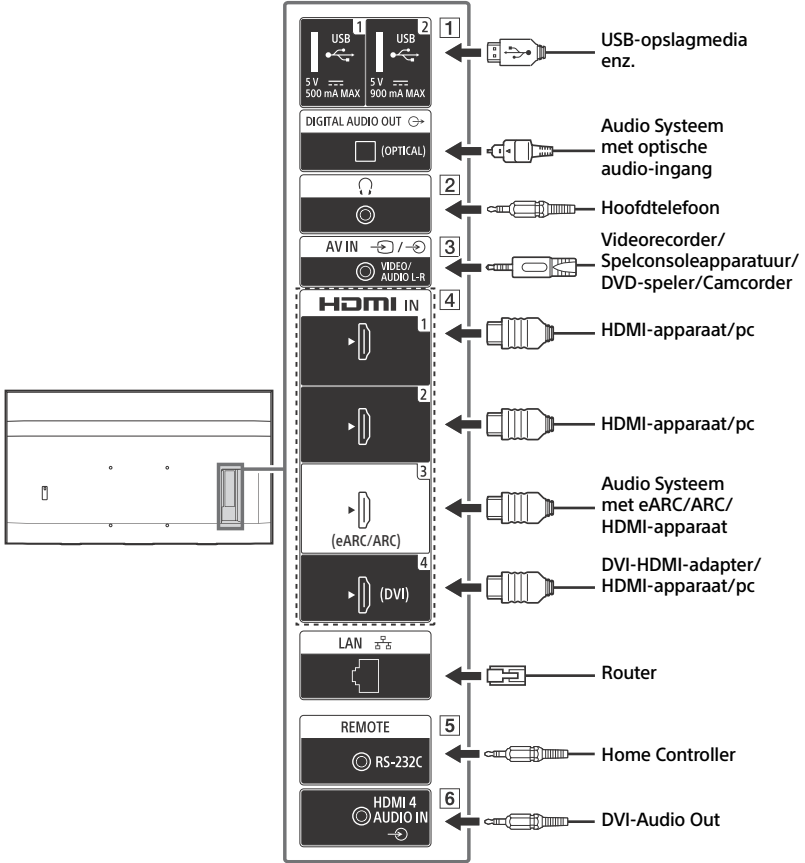 1
USB
5 V
500 mA MAX
2
USB
5 V
900 mA MAX
1
USB-opslagmedia
enz.
DIGITAL AUDIO OUT
(OPTICAL)
Audio Systeem
met optische
audio-ingang
2
Hoofdtelefoon
AV IN /
VIDEO/
AUDIO L-R
3
Videorecorder/
Spelconsoleapparatuur/
DVD-speler/Camcorder
HDMI IN
4
1
HDMI-apparaat/pc
2
HDMI-apparaat/pc
3
(eARC/ARC)
Audio Systeem
met eARC/ARC/
HDMI-apparaat
4
(DVI)
DVI-HDMI-adapter/
HDMI-apparaat/pc
LAN
Router
REMOTE
5
RS-232C
Home Controller
HDMI 4
AUDIO IN
6
DVI-Audio Out